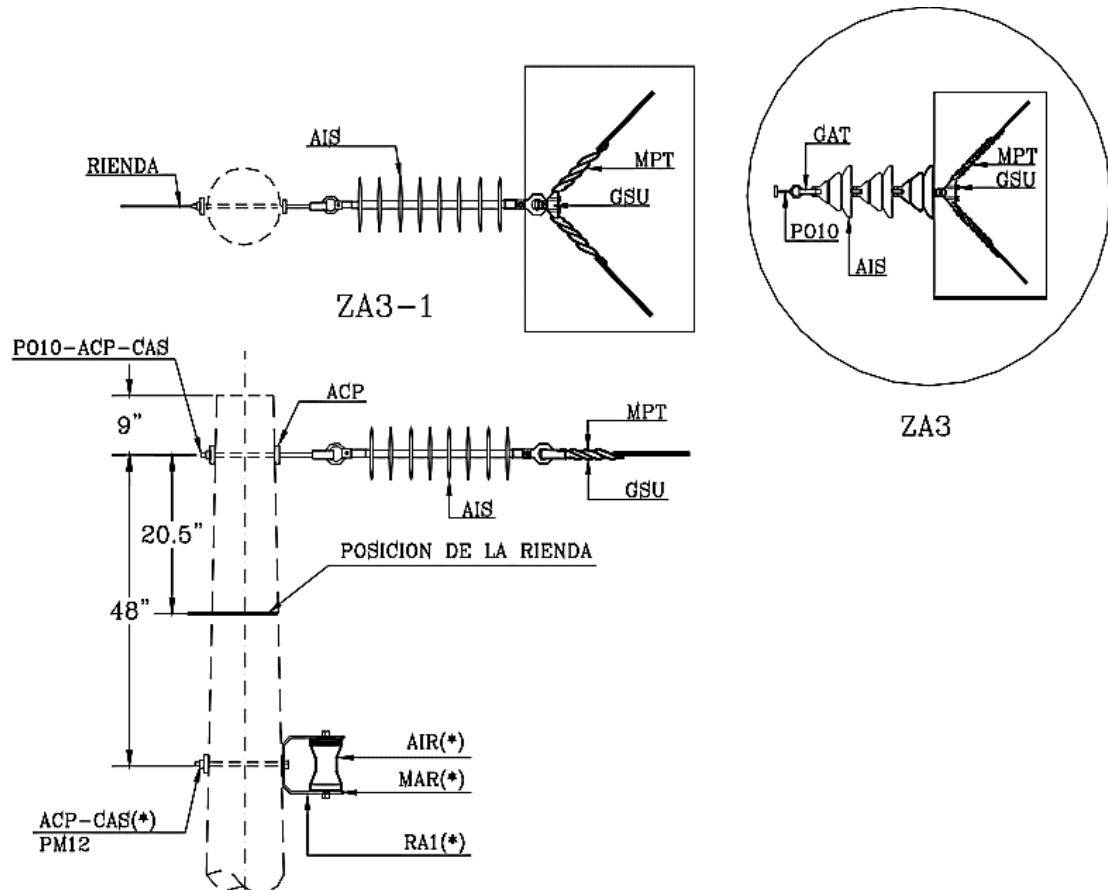 AIS
RIENDA
MPT
GSU
ZA3-1
GAT
MPT
GSU
PO10
AIS
ZA3
PO10-ACP-CAS
ACP
9"
MPT
GSU
AIS
20.5"
POSICION DE LA RIENDA
48"
AIR(*)
MAR(*)
ACP-CAS(*)
PM12
RA1(*)